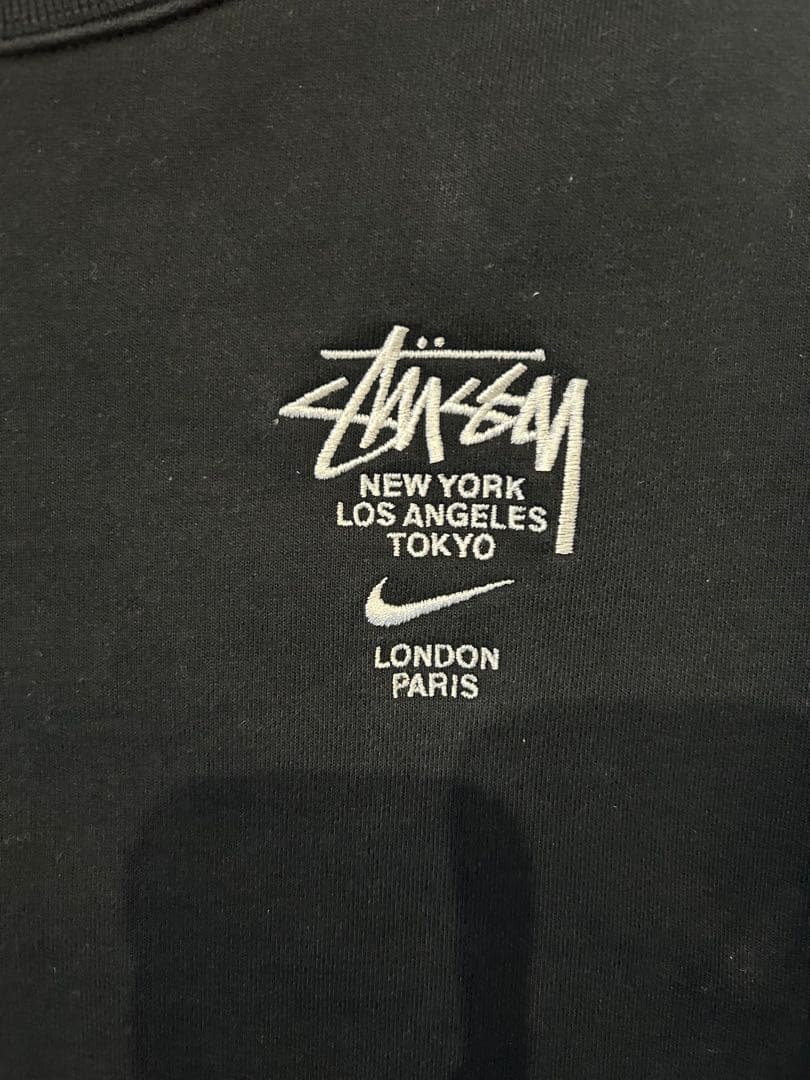 Stüssy
NEW YORK
LOS ANGELES
TOKYO
LONDON
PARIS